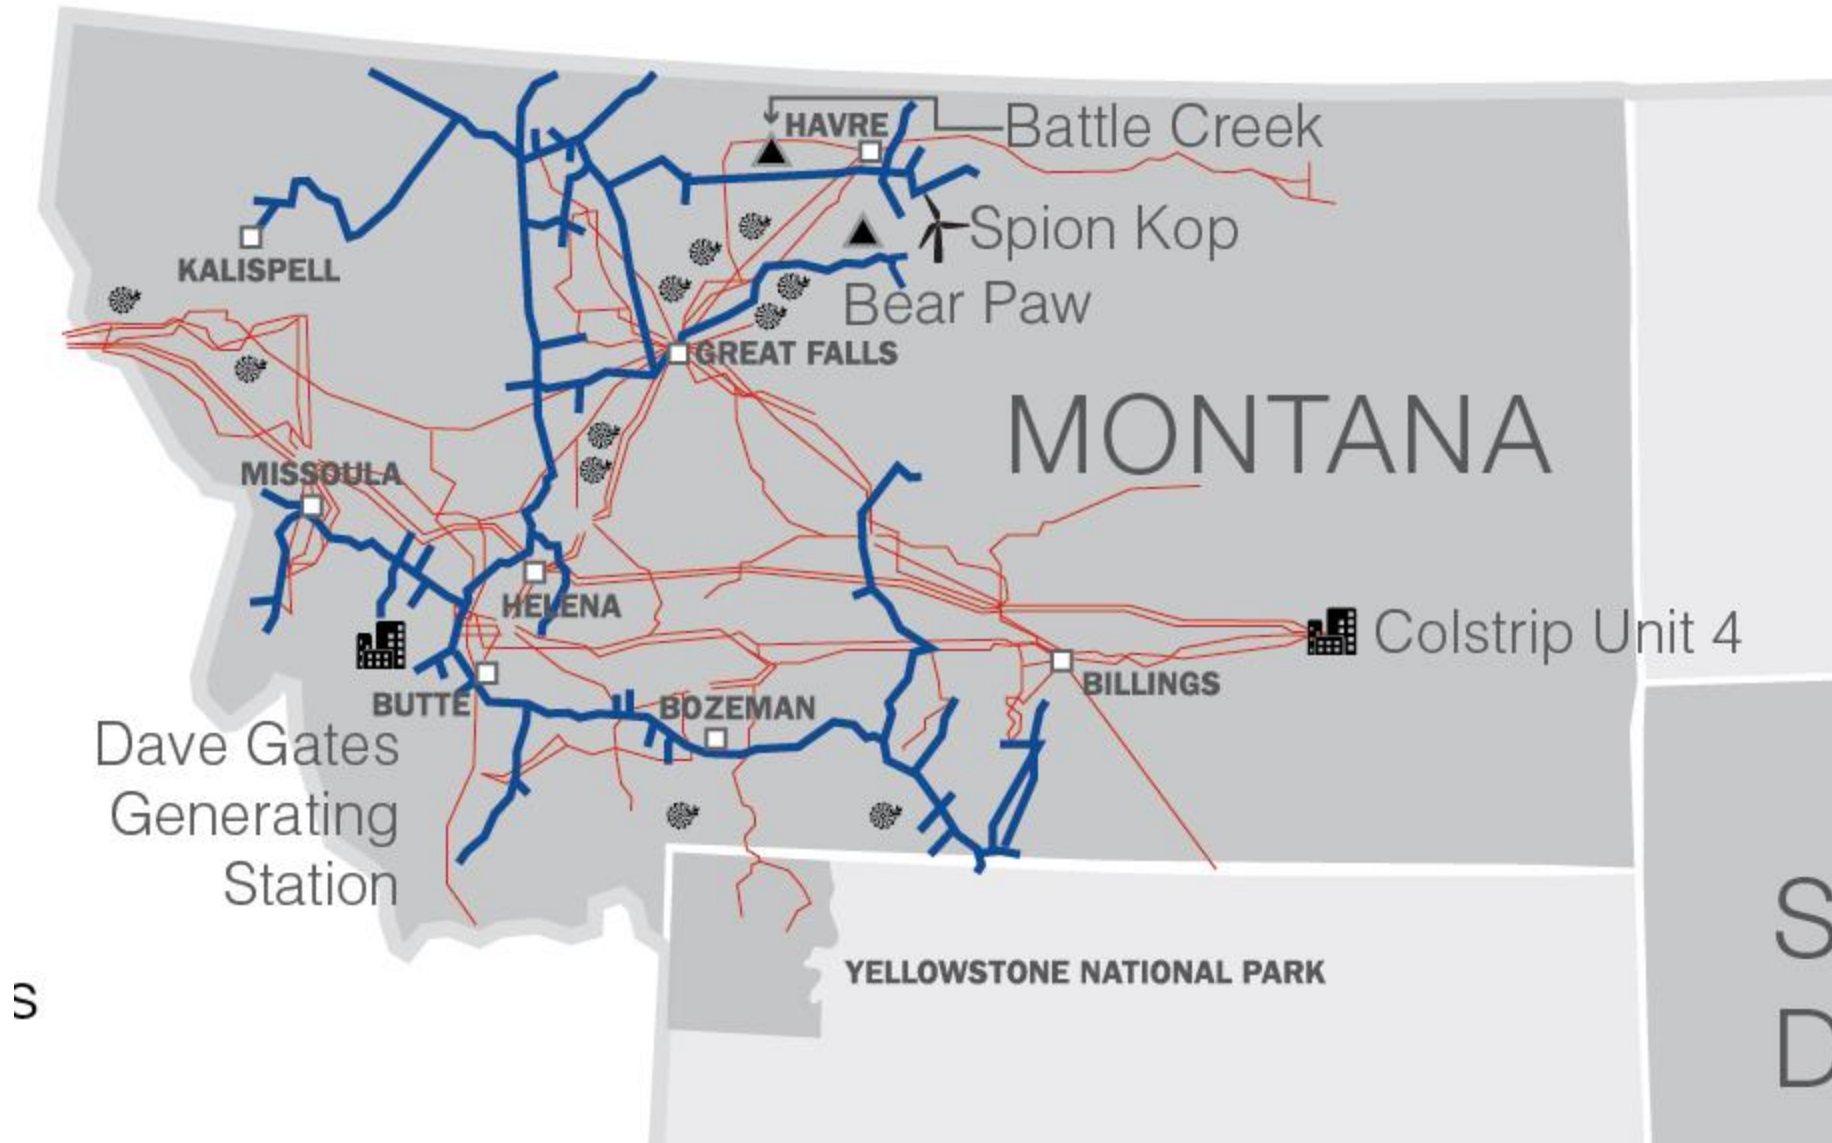 HAVRE
Battle Creek
Spion Kop
KALISPELL
Bear Paw
GREAT FALLS
MONTANA
MISSOULA
HELENA
Colstrip Unit 4
BILLINGS
BUTTE
BOZEMAN
Dave Gates
Generating
Station
S
YELLOWSTONE NATIONAL PARK
s
D